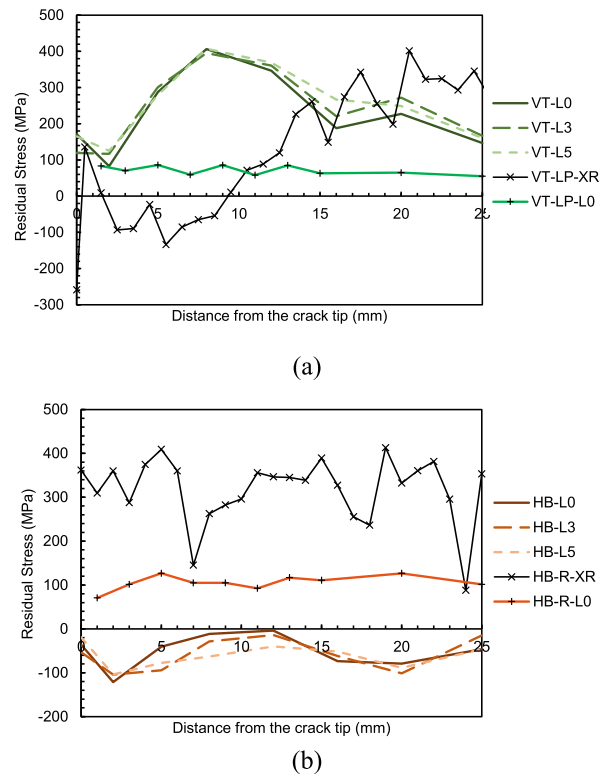 500
400
300
200
100
0
-100
-200
-300
0 5 10 15 20 25
Residual Stress (MPa)
Distance from the crack tip (mm)
VT-L0
VT-L3
VT-L5
VT-LP-XR
VT-LP-L0
(a)
500
400
300
200
100
0
-100
-200
0 5 10 15 20 25
Residual Stress (MPa)
Distance from the crack tip (mm)
HB-L0
HB-L3
HB-L5
HB-R-XR
HB-R-L0
(b)